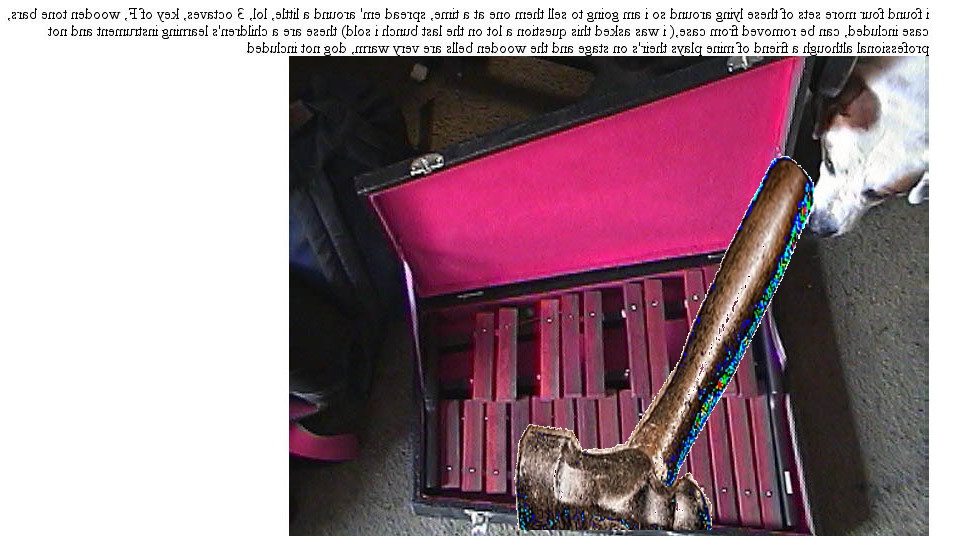 i found four more sets of these lying around so i am going to sell them one at a time, spread em' around a little, lol, 3 octaves, key of F, wooden tone bars,
case included, can be removed from case,( i was asked this question a lot on the last bunch i sold) these are a children's learning instrument and not
professional although a friend of mine plays their's on stage and the wooden bells are very warm, dog not included